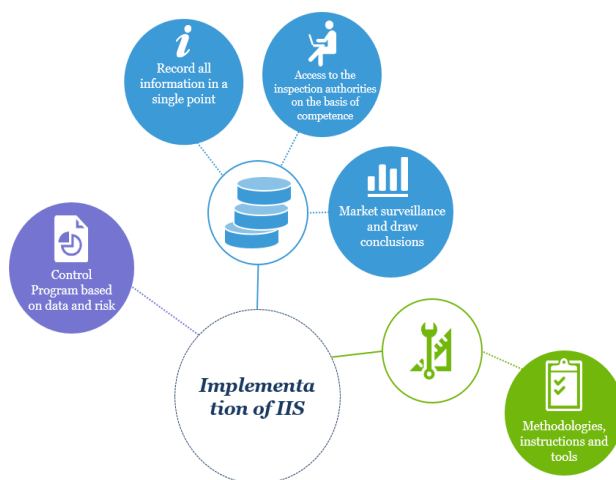 Record all
information in a
single point
Access to the
inspection authorities
on the basis of
competence
Market surveillance
and draw
conclusions
Control
Program based
on data and risk
Implementa
tion of IIS
Methodologies,
instructions and
tools